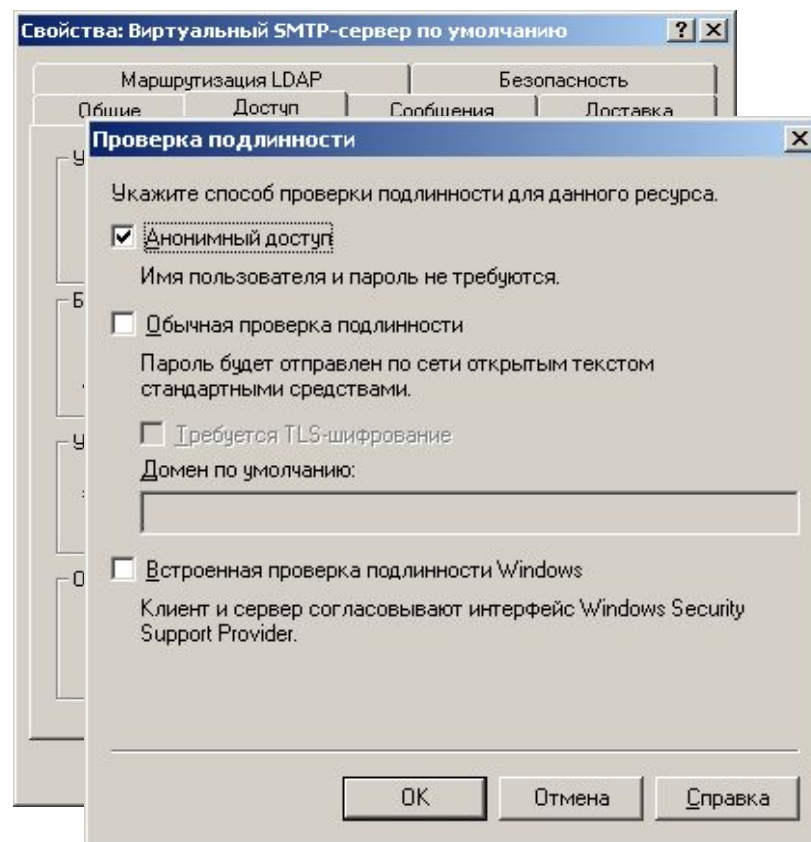 Свойства: Виртуальный SMTP-сервер по умолчанию
Маршрутизация LDAP
Безопасность
Общие
Доступ
Сообщения
Доставка
Проверка подлинности
Укажите способ проверки подлинности для данного ресурса.
Анонимный доступ
Имя пользователя и пароль не требуются.
Обычная проверка подлинности
Пароль будет отправлен по сети открытым текстом
стандартными средствами.
Требуется TLS-шифрование
Домен по умолчанию:
Встроенная проверка подлинности Windows
Клиент и сервер согласовывают интерфейс Windows Security
Support Provider.
OK
Отмена
Справка